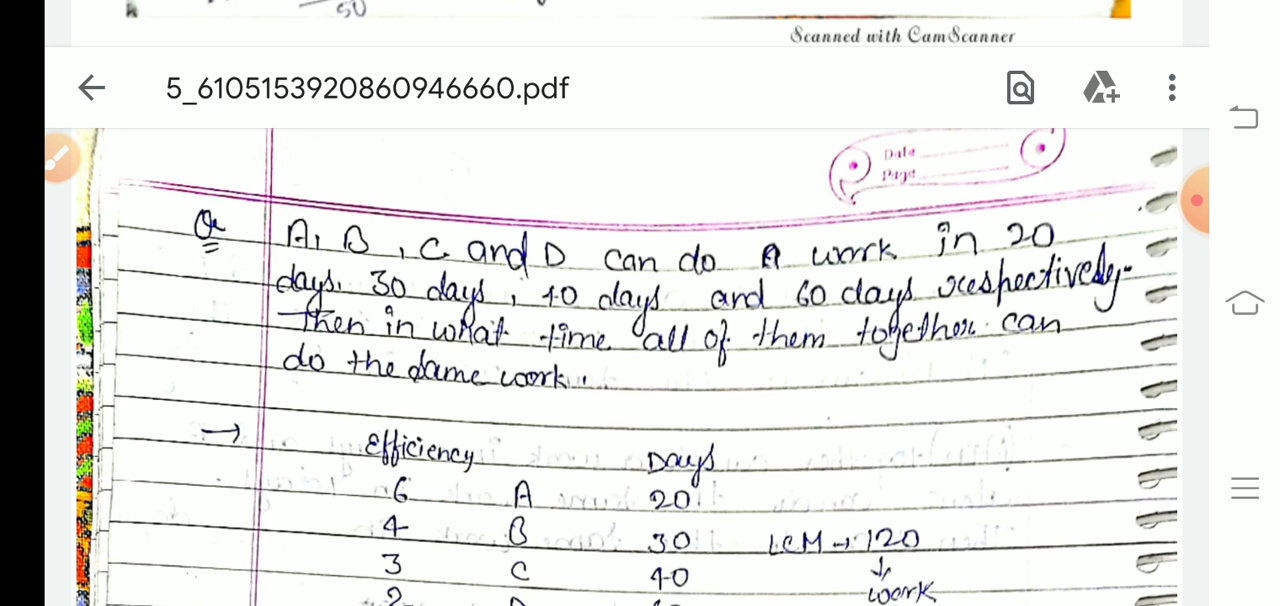 50
Scanned with CamScanner
5_6105153920860946660.pdf
Date
Page
Q
A, B, C and D can do A work in 20
days, 30 days, 40 days and 60 days respectively.
Then in what time all of them together can
do the same work.
→ Efficiency Days
6 A 20
4 B 30 LCM → 120
3 C 40 ↓
work
2 D